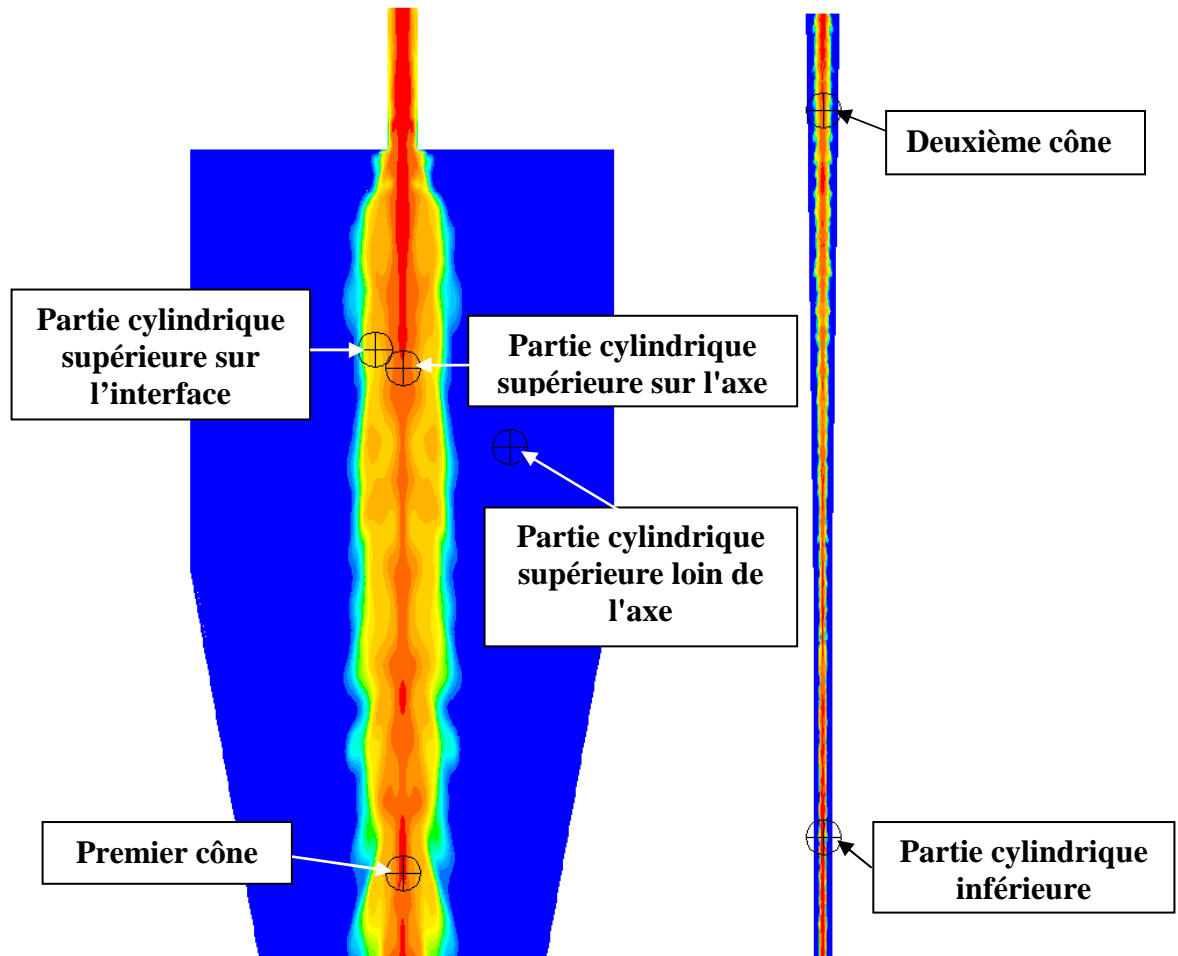 Deuxième cône
Partie cylindrique
supérieure sur
l’interface
Partie cylindrique
supérieure sur l'axe
Partie cylindrique
supérieure loin de
l'axe
Premier cône
Partie cylindrique
inférieure